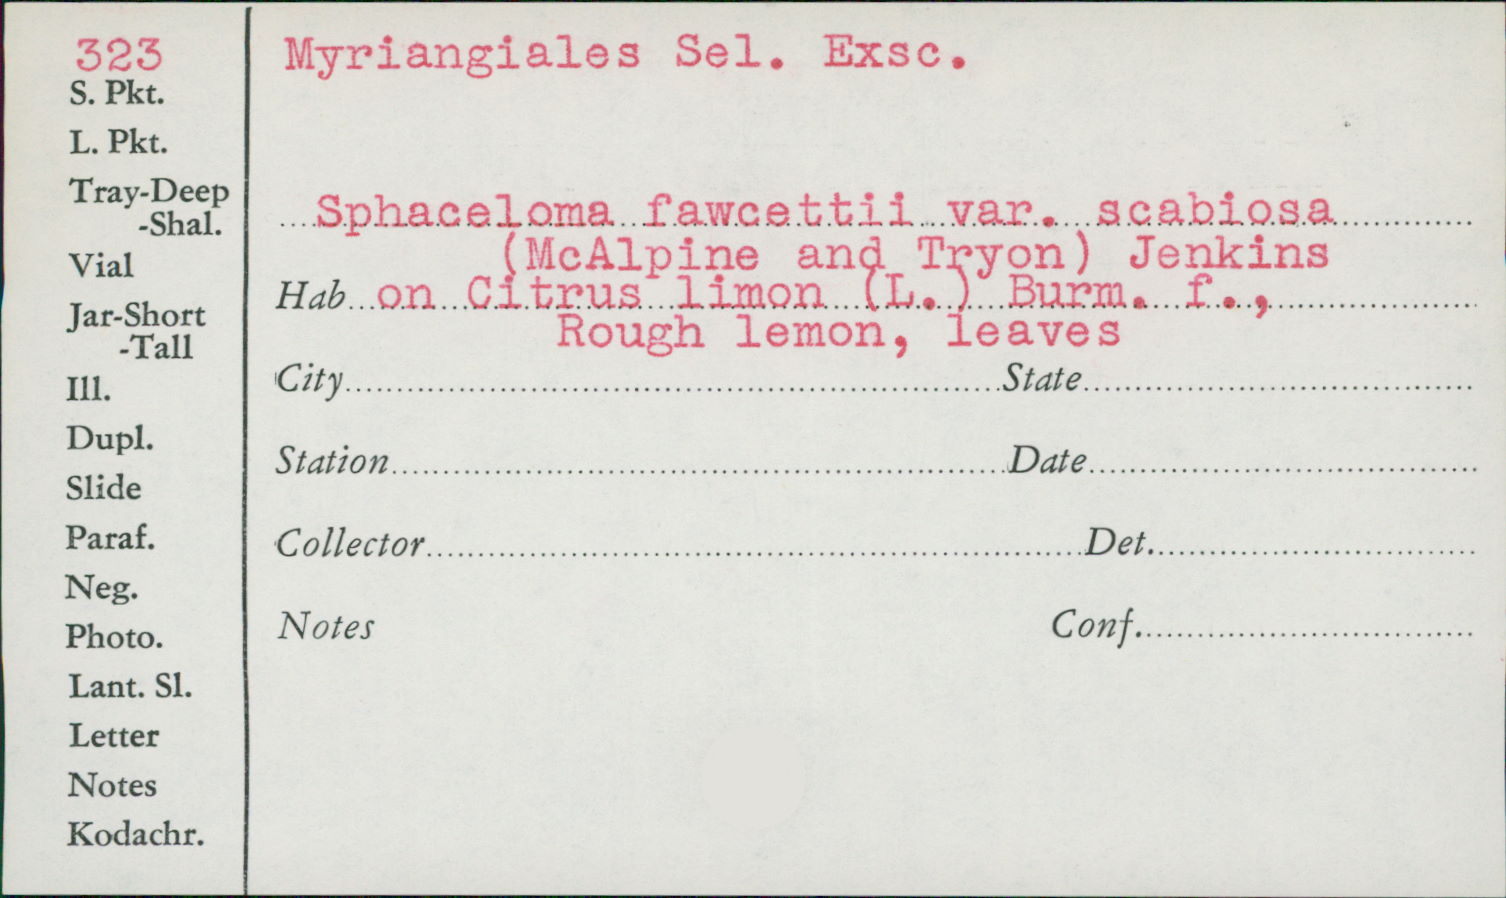 323
S. Pkt.
L. Pkt.
Tray-Deep
-Shal.
Vial
Jar-Short
-Tall
Ill.
Dupl.
Slide
Paraf.
Neg.
Photo.
Lant. Sl.
Letter
Notes
Kodachr.
Myriangiales Sel. Exsc.
Sphaceloma fawcettii var. scabiosa
(McAlpine and Tryon) Jenkins
Hab. on Citrus limon (L.) Burm. f.,
Rough lemon, leaves
City State
Station Date
Collector Det.
Notes Conf.